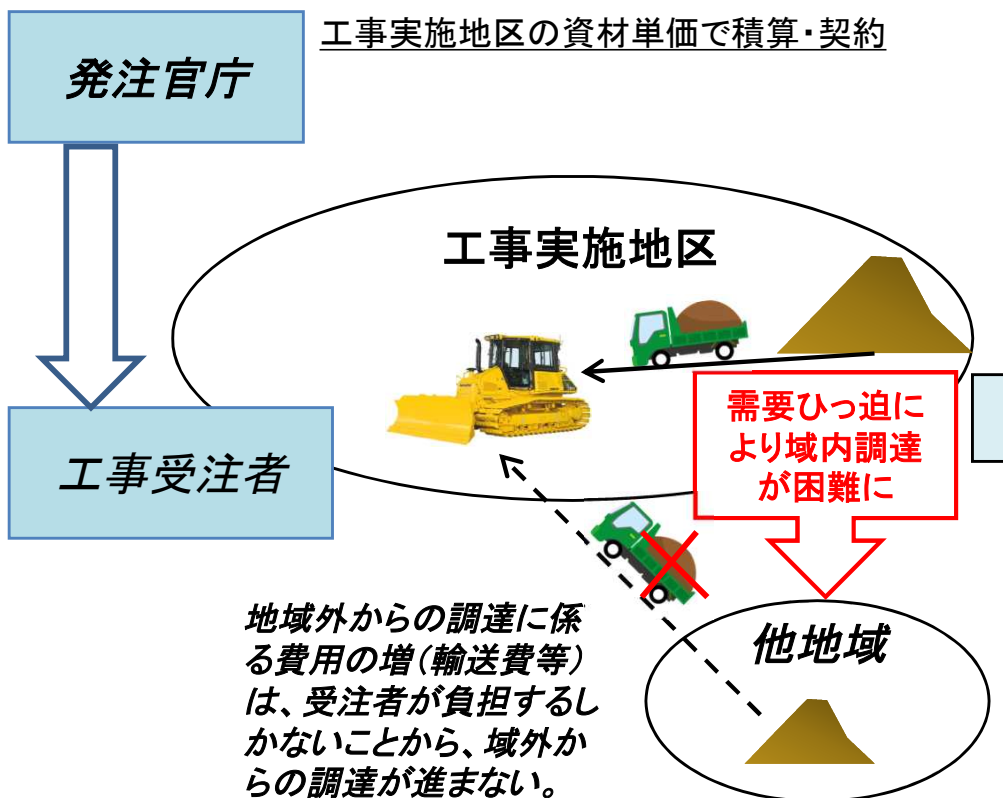 発注官庁
工事実施地区の資材単価で積算・契約
工事実施地区
工事受注者
需要ひっ迫に
より域内調達
が困難に
地域外からの調達に係
る費用の増（輸送費等）
は、受注者が負担するし
かないことから、域外か
らの調達が進まない。
他地域